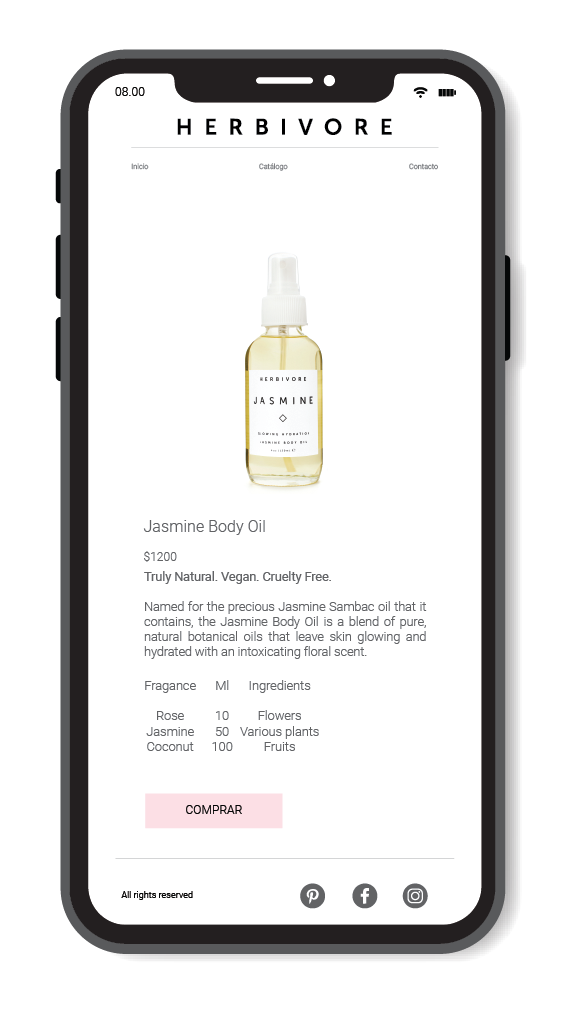 08.00
HERBIVORE
Inicio Catálogo Contacto
HERBIVORE
JASMINE
GLOWING HYDRATION
JASMINE BODY OIL
Jasmine Body Oil
$1200
Truly Natural. Vegan. Cruelty Free.
Named for the precious Jasmine Sambac oil that it
contains, the Jasmine Body Oil is a blend of pure,
natural botanical oils that leave skin glowing and
hydrated with an intoxicating floral scent.
Fragance Ml Ingredients
Rose 10 Flowers
Jasmine 50 Various plants
Coconut 100 Fruits
COMPRAR
All rights reserved